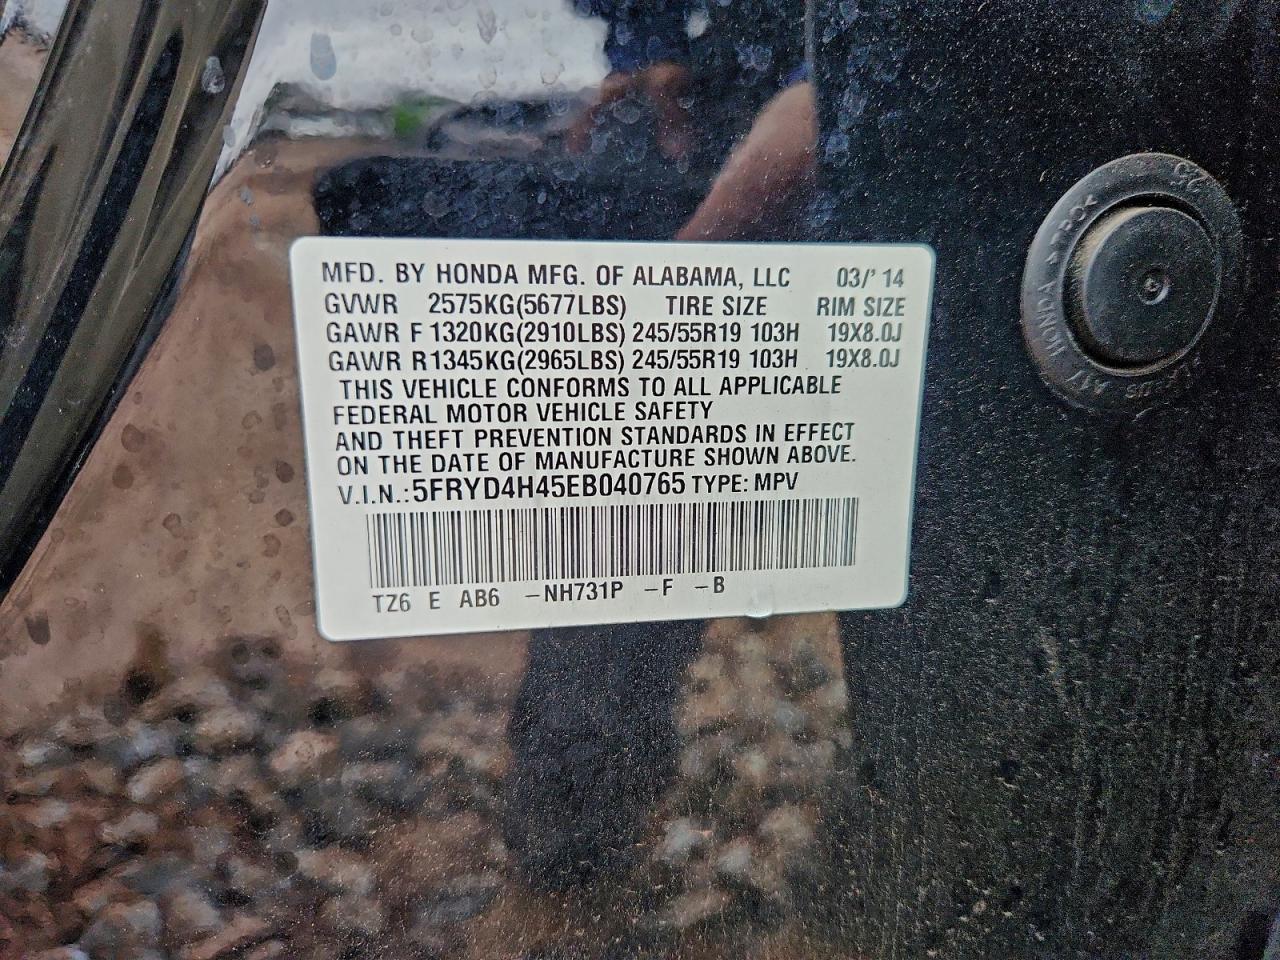 MFD. BY HONDA MFG. OF ALABAMA, LLC 03/' 14
GVWR 2575KG(5677LBS) TIRE SIZE RIM SIZE
GAWR F 1320KG(2910LBS) 245/55R19 103H 19X8.0J
GAWR R1345KG(2965LBS) 245/55R19 103H 19X8.0J
THIS VEHICLE CONFORMS TO ALL APPLICABLE
FEDERAL MOTOR VEHICLE SAFETY
AND THEFT PREVENTION STANDARDS IN EFFECT
ON THE DATE OF MANUFACTURE SHOWN ABOVE.
V.I.N.:5FRYD4H45EB040765 TYPE: MPV
TZ6 E AB6 -NH731P -F -B
HONDA
25